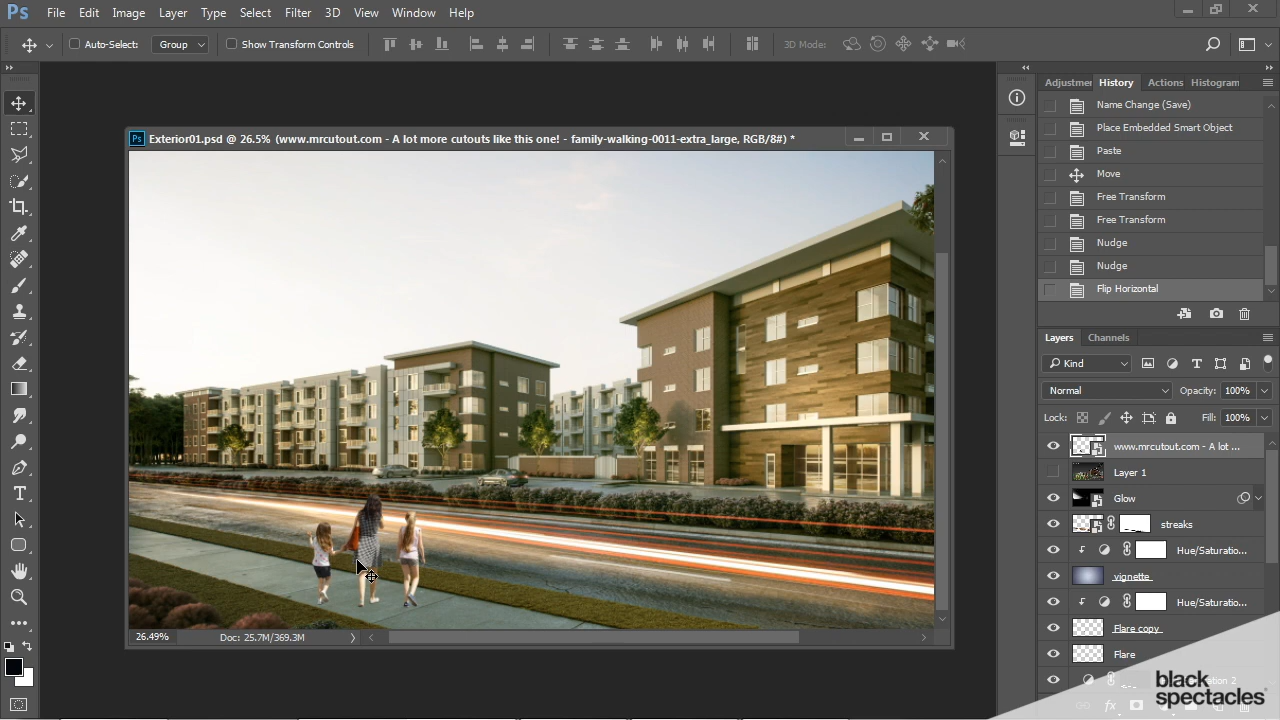 Ps File Edit Image Layer Type Select Filter 3D View Window Help
Auto-Select: Group Show Transform Controls 3D Mode:
Adjustmer History Actions Histogram
Name Change (Save)
Place Embedded Smart Object
Paste
Move
Free Transform
Free Transform
Nudge
Nudge
Flip Horizontal
Ps Exterior01.psd @ 26.5% (www.mrcutout.com - A lot more cutouts like this one! - family-walking-0011-extra_large, RGB/8#) *
26.49% Doc: 25.7M/369.3M
Layers Channels
Kind
Normal Opacity: 100%
Lock: Fill: 100%
www.mrcutout.com - A lot ...
Layer 1
Glow
streaks
Hue/Saturatio...
vignette
Hue/Saturatio...
Flare copy
Flare
black
spectacles